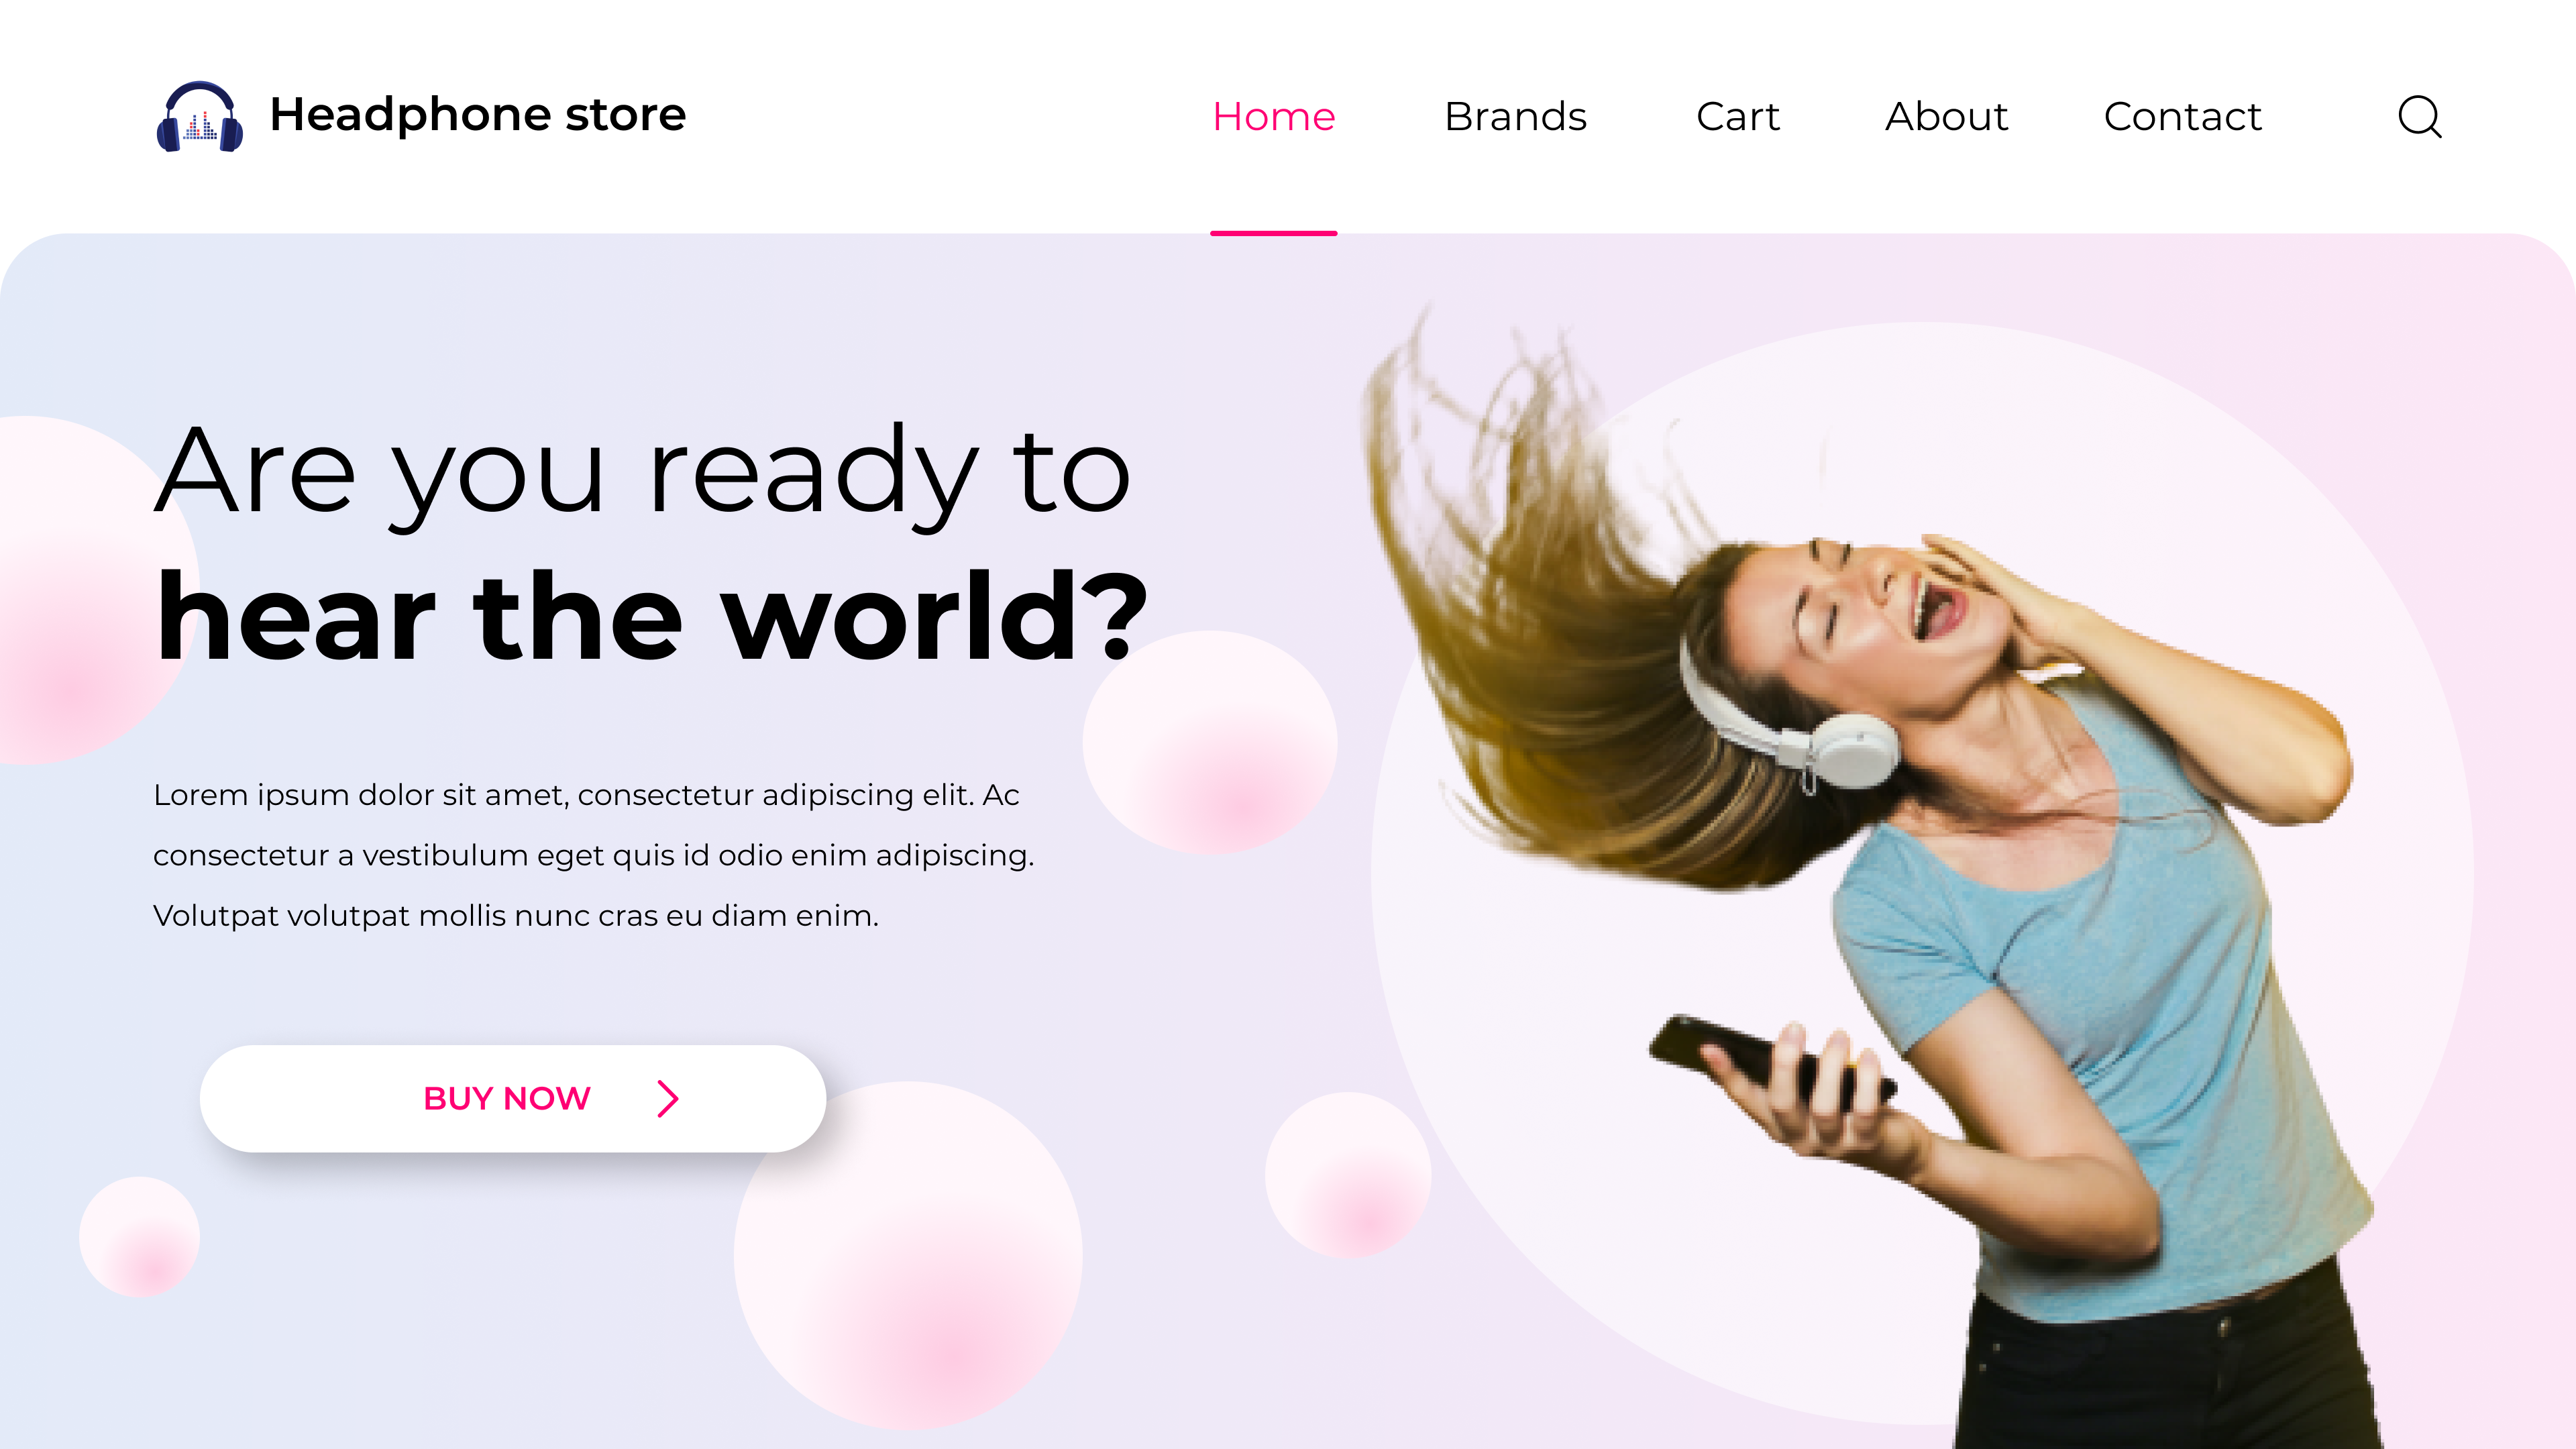 Headphone store
Home Brands Cart About Contact
Are you ready to
hear the world?
Lorem ipsum dolor sit amet, consectetur adipiscing elit. Ac
consectetur a vestibulum eget quis id odio enim adipiscing.
Volutpat volutpat mollis nunc cras eu diam enim.
BUY NOW